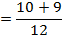 = (10 + 9)/12